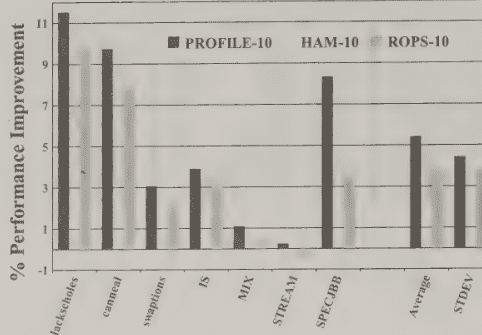 % Performance Improvement
11
9
7
5
3
1
-1
PROFILE-10 HAM-10 ROPS-10
lackscholes
canneal
swaptions
IS
MIX
STREAM
SPECJBB
Average
STDEV